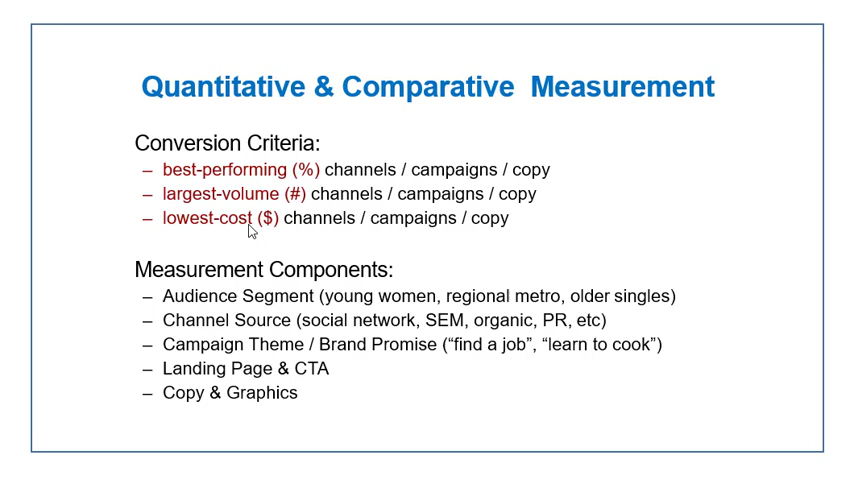 Quantitative & Comparative Measurement
Conversion Criteria:
– best-performing (%) channels / campaigns / copy
– largest-volume (#) channels / campaigns / copy
– lowest-cost ($) channels / campaigns / copy
Measurement Components:
– Audience Segment (young women, regional metro, older singles)
– Channel Source (social network, SEM, organic, PR, etc)
– Campaign Theme / Brand Promise (“find a job”, “learn to cook”)
– Landing Page & CTA
– Copy & Graphics